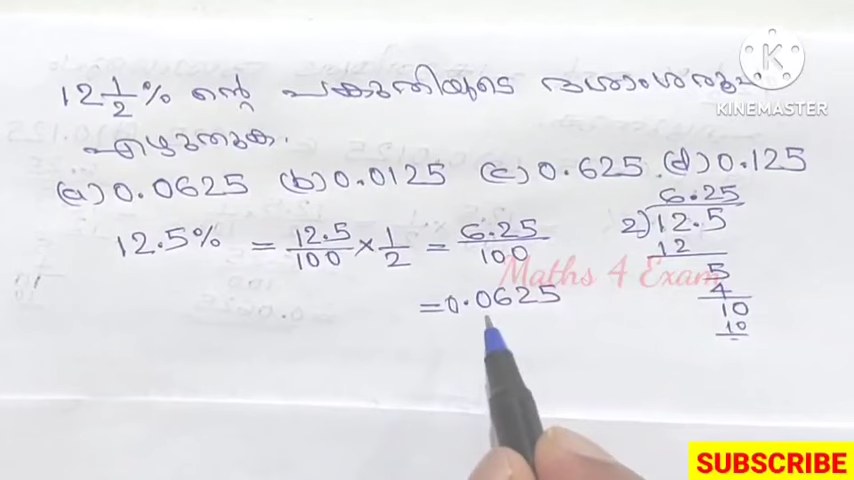 12 1/2 % ന്റെ പകുതിയുടെ ദശാംശരൂപം
എഴുതുക.
(a) 0.0625 (b) 0.0125 (c) 0.625 (d) 0.125
12.5% = 12.5/100 × 1/2 = 6.25/100
= 0.0625
6.25
2) 12.5
12
5
4
10
10
K
KINEMASTER
Maths 4 Exam
SUBSCRIBE